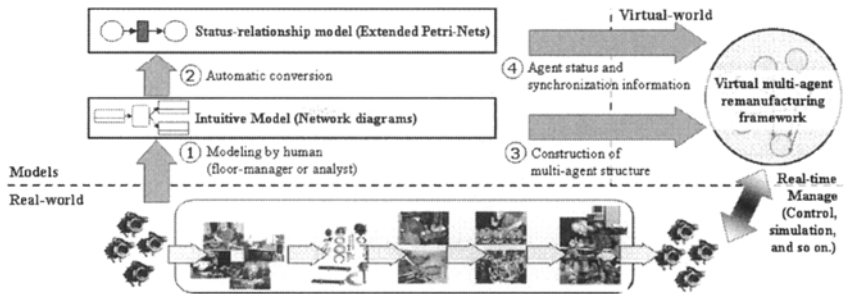 Virtual-world
Status-relationship model (Extended Petri-Nets)
② Automatic conversion
④ Agent status and
synchronization information
Virtual multi-agent
remanufacturing
framework
Intuitive Model (Network diagrams)
① Modeling by human
(floor-manager or analyst)
③ Construction of
multi-agent structure
Models
Real-world
Real-time
Manage
(Control,
simulation,
and so on.)